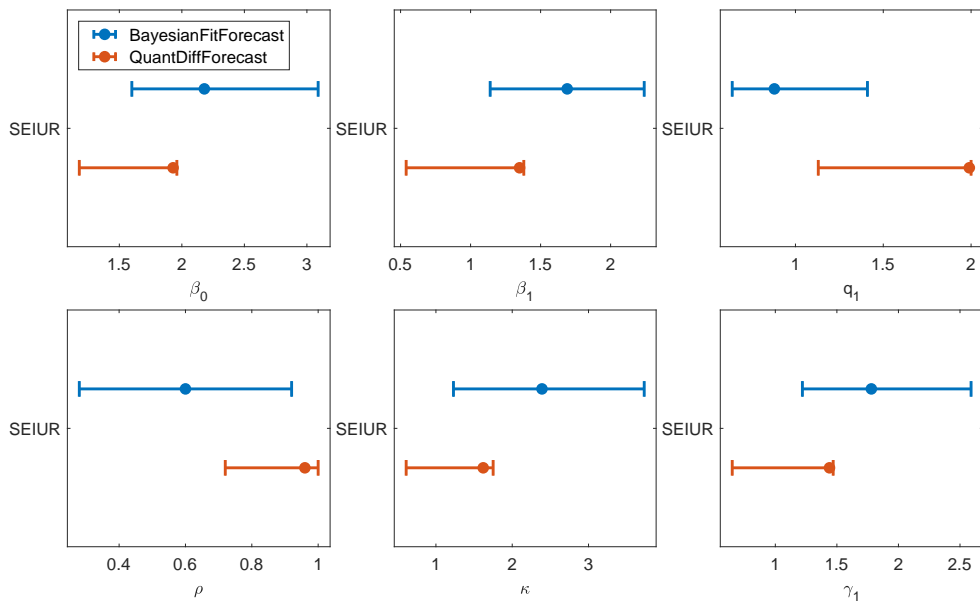 BayesianFitForecast
QuantDiffForecast
SEIUR
1.5 2 2.5 3
β0
SEIUR
0.5 1 1.5 2
β1
SEIUR
1 1.5 2
q1
SEIUR
0.4 0.6 0.8 1
ρ
SEIUR
1 2 3
κ
SEIUR
1 1.5 2 2.5
γ1